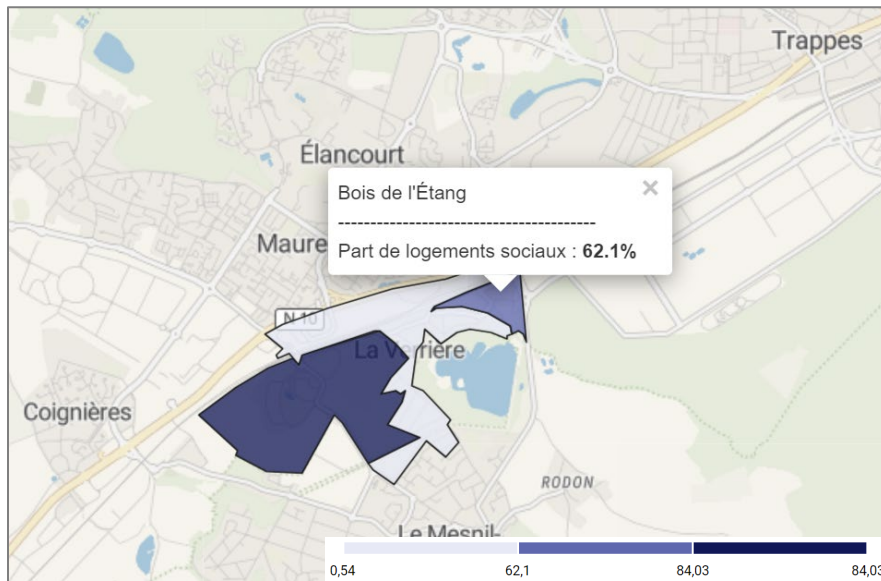 Trappes
Élancourt
Bois de l'Étang
×
----------------------------------------
Part de logements sociaux : 62.1%
Maure
N 10
La Verrière
Coignières
RODON
Le Mesnil-
0,54 62,1 84,03 84,03